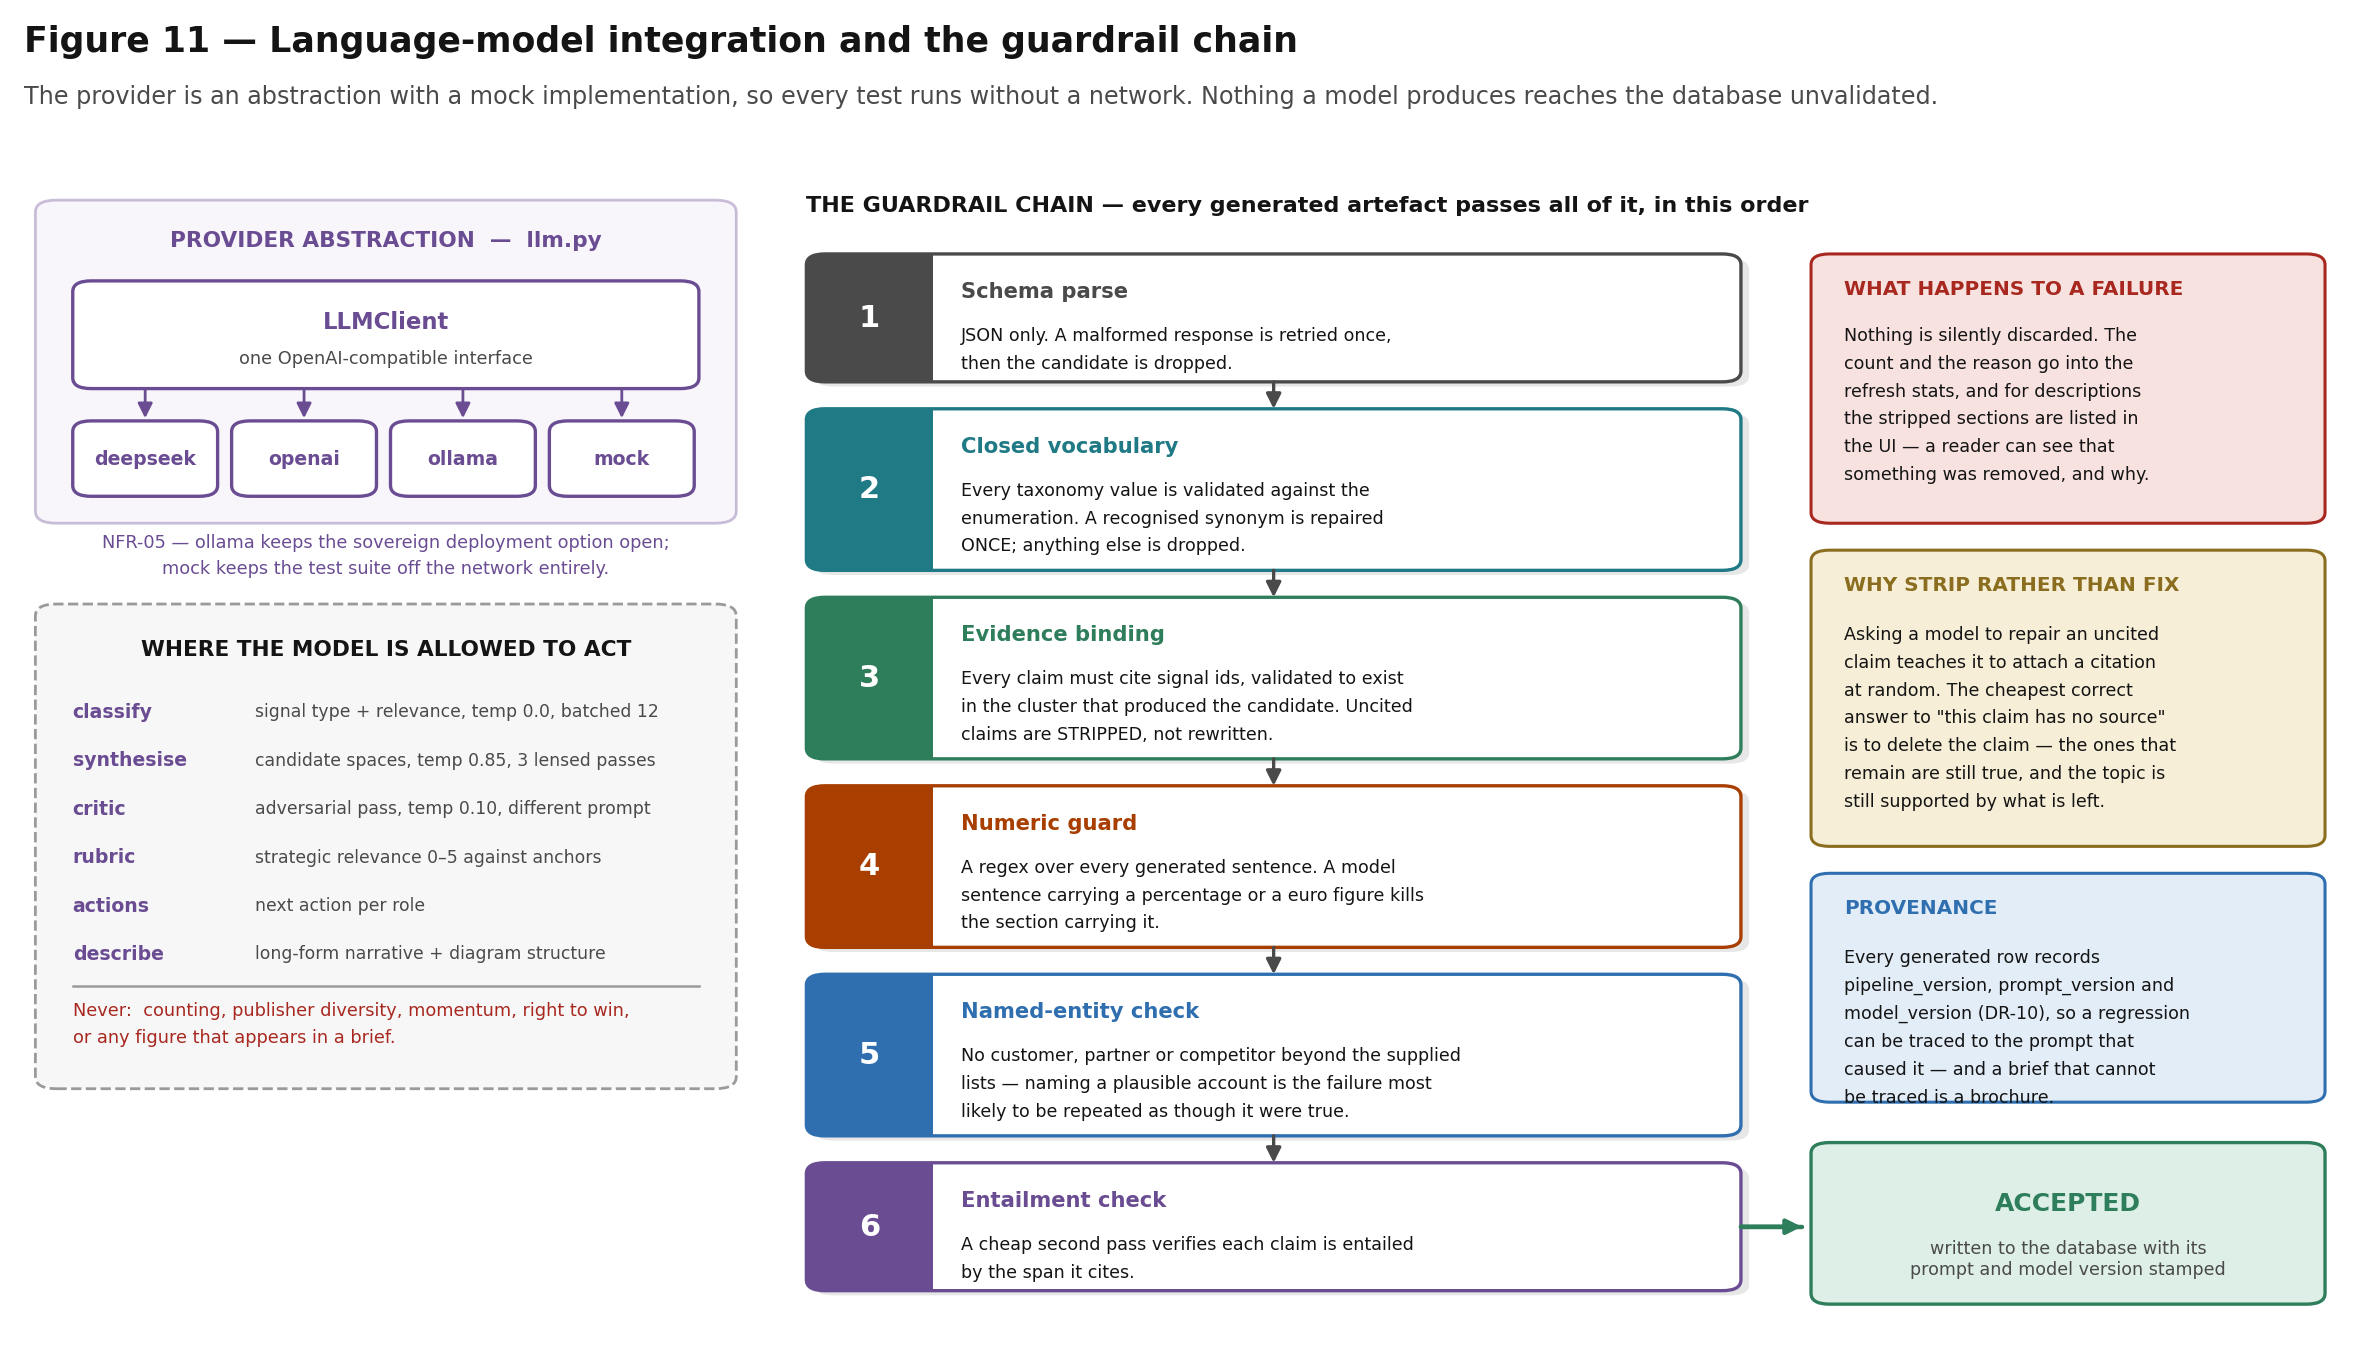 Figure 11 — Language-model integration and the guardrail chain
The provider is an abstraction with a mock implementation, so every test runs without a network. Nothing a model produces reaches the database unvalidated.
PROVIDER ABSTRACTION — llm.py
LLMClient
one OpenAI-compatible interface
deepseek
openai
ollama
mock
NFR-05 — ollama keeps the sovereign deployment option open;
mock keeps the test suite off the network entirely.
WHERE THE MODEL IS ALLOWED TO ACT
classify signal type + relevance, temp 0.0, batched 12
synthesise candidate spaces, temp 0.85, 3 lensed passes
critic adversarial pass, temp 0.10, different prompt
rubric strategic relevance 0–5 against anchors
actions next action per role
describe long-form narrative + diagram structure
Never: counting, publisher diversity, momentum, right to win,
or any figure that appears in a brief.
THE GUARDRAIL CHAIN — every generated artefact passes all of it, in this order
1
Schema parse
JSON only. A malformed response is retried once,
then the candidate is dropped.
2
Closed vocabulary
Every taxonomy value is validated against the
enumeration. A recognised synonym is repaired
ONCE; anything else is dropped.
3
Evidence binding
Every claim must cite signal ids, validated to exist
in the cluster that produced the candidate. Uncited
claims are STRIPPED, not rewritten.
4
Numeric guard
A regex over every generated sentence. A model
sentence carrying a percentage or a euro figure kills
the section carrying it.
5
Named-entity check
No customer, partner or competitor beyond the supplied
lists — naming a plausible account is the failure most
likely to be repeated as though it were true.
6
Entailment check
A cheap second pass verifies each claim is entailed
by the span it cites.
WHAT HAPPENS TO A FAILURE
Nothing is silently discarded. The
count and the reason go into the
refresh stats, and for descriptions
the stripped sections are listed in
the UI — a reader can see that
something was removed, and why.
WHY STRIP RATHER THAN FIX
Asking a model to repair an uncited
claim teaches it to attach a citation
at random. The cheapest correct
answer to "this claim has no source"
is to delete the claim — the ones that
remain are still true, and the topic is
still supported by what is left.
PROVENANCE
Every generated row records
pipeline_version, prompt_version and
model_version (DR-10), so a regression
can be traced to the prompt that
caused it — and a brief that cannot
be traced is a brochure.
ACCEPTED
written to the database with its
prompt and model version stamped